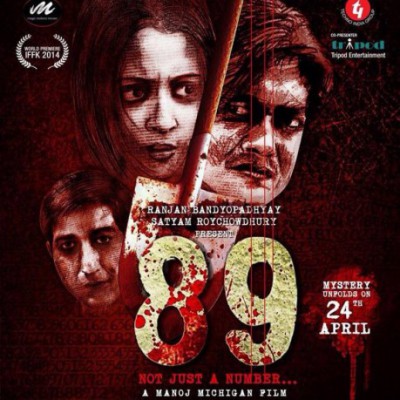 WORLD PREMIERE
IFFK 2014
CO-PRESENTER
tripod
Tripod Entertainment
RANJAN BANDYOPADHYAY
SATYAM ROYCHOWDHURY
PRESENT
89
MYSTERY
UNFOLDS ON
24TH
APRIL
NOT JUST A NUMBER...
A MANOJ MICHIGAN FILM